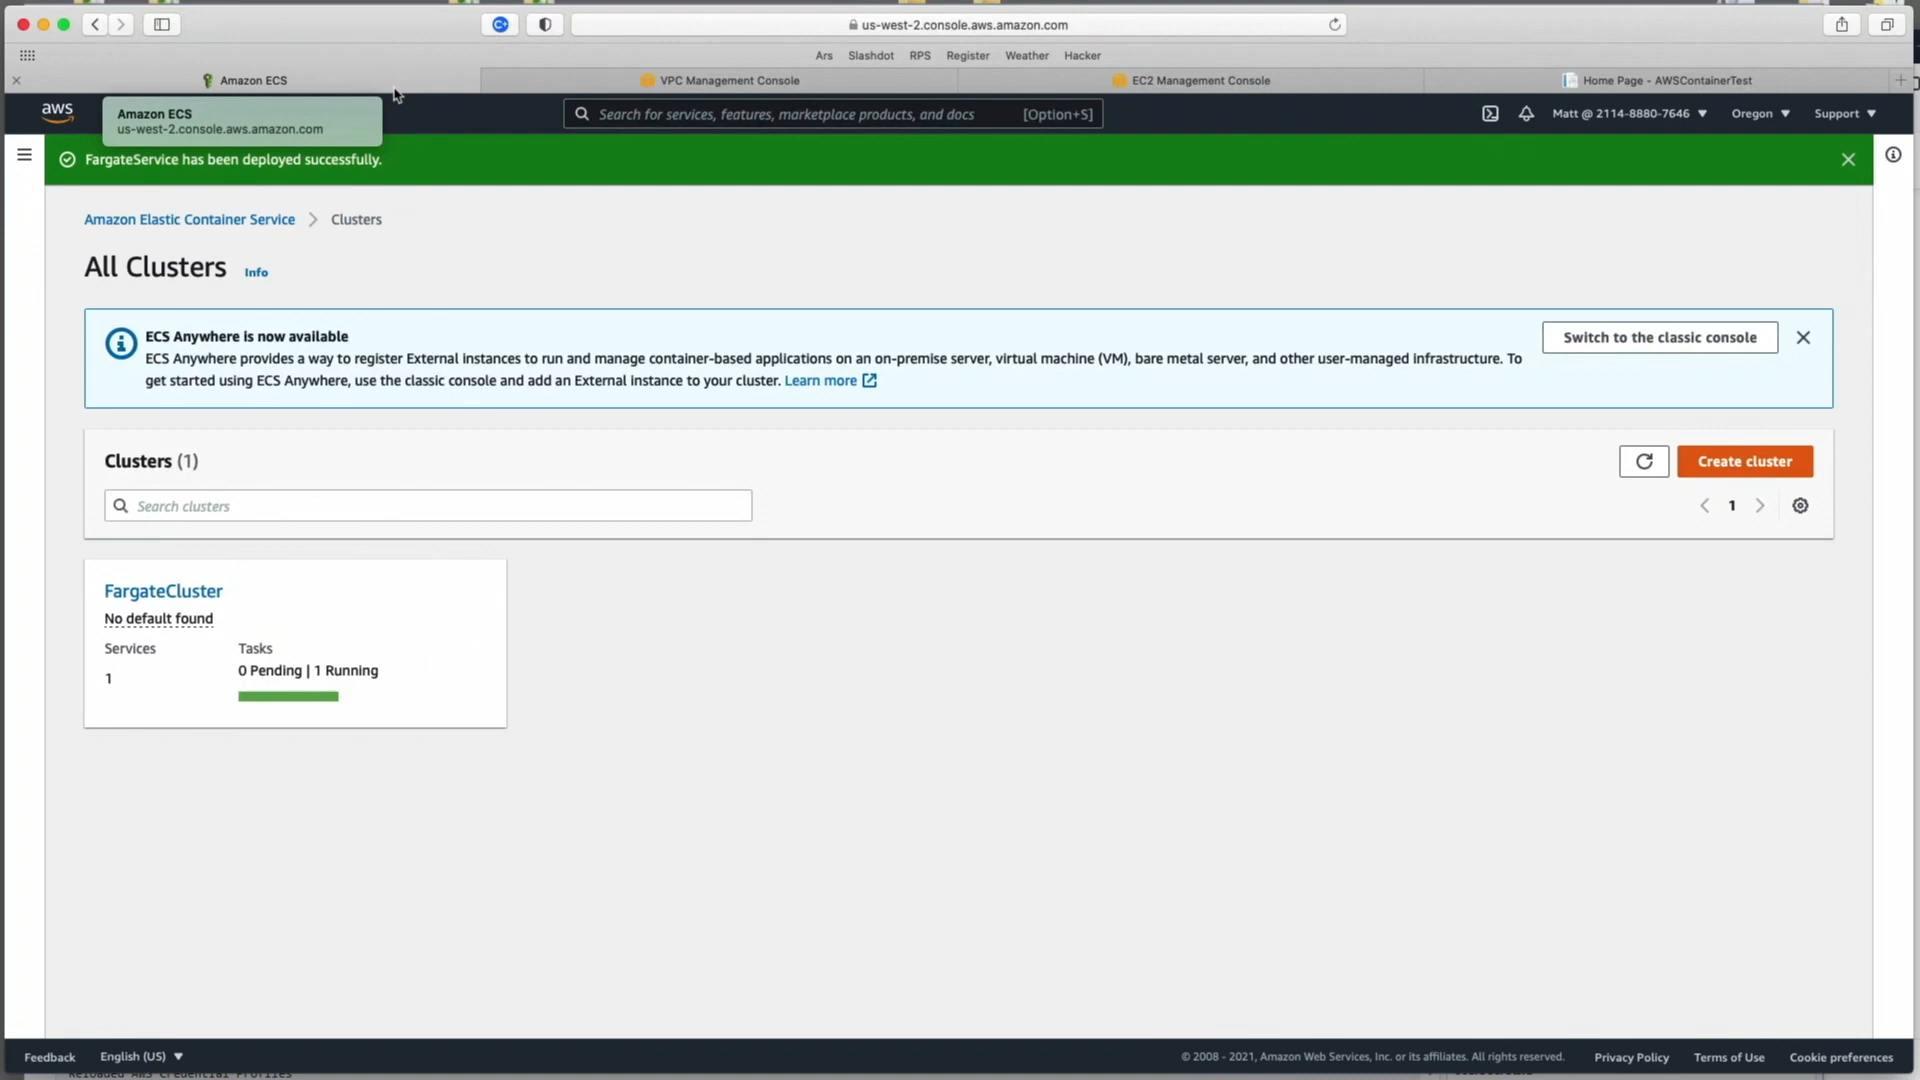 us-west-2.console.aws.amazon.com
Ars Slashdot RPS Register Weather Hacker
Amazon ECS VPC Management Console EC2 Management Console Home Page - AWSContainerTest
aws
Amazon ECS
us-west-2.console.aws.amazon.com
Search for services, features, marketplace products, and docs [Option+S]
Matt @ 2114-8880-7646 Oregon Support
FargateService has been deployed successfully.
Amazon Elastic Container Service Clusters
All Clusters Info
ECS Anywhere is now available
ECS Anywhere provides a way to register External instances to run and manage container-based applications on an on-premise server, virtual machine (VM), bare metal server, and other user-managed infrastructure. To
get started using ECS Anywhere, use the classic console and add an External instance to your cluster. Learn more
Switch to the classic console
Clusters (1)
Create cluster
Search clusters
1
FargateCluster
No default found
Services Tasks
0 Pending | 1 Running
1
Feedback English (US) © 2008 - 2021, Amazon Web Services, Inc. or its affiliates. All rights reserved. Privacy Policy Terms of Use Cookie preferences
Reloaded AWS Credential Profiles